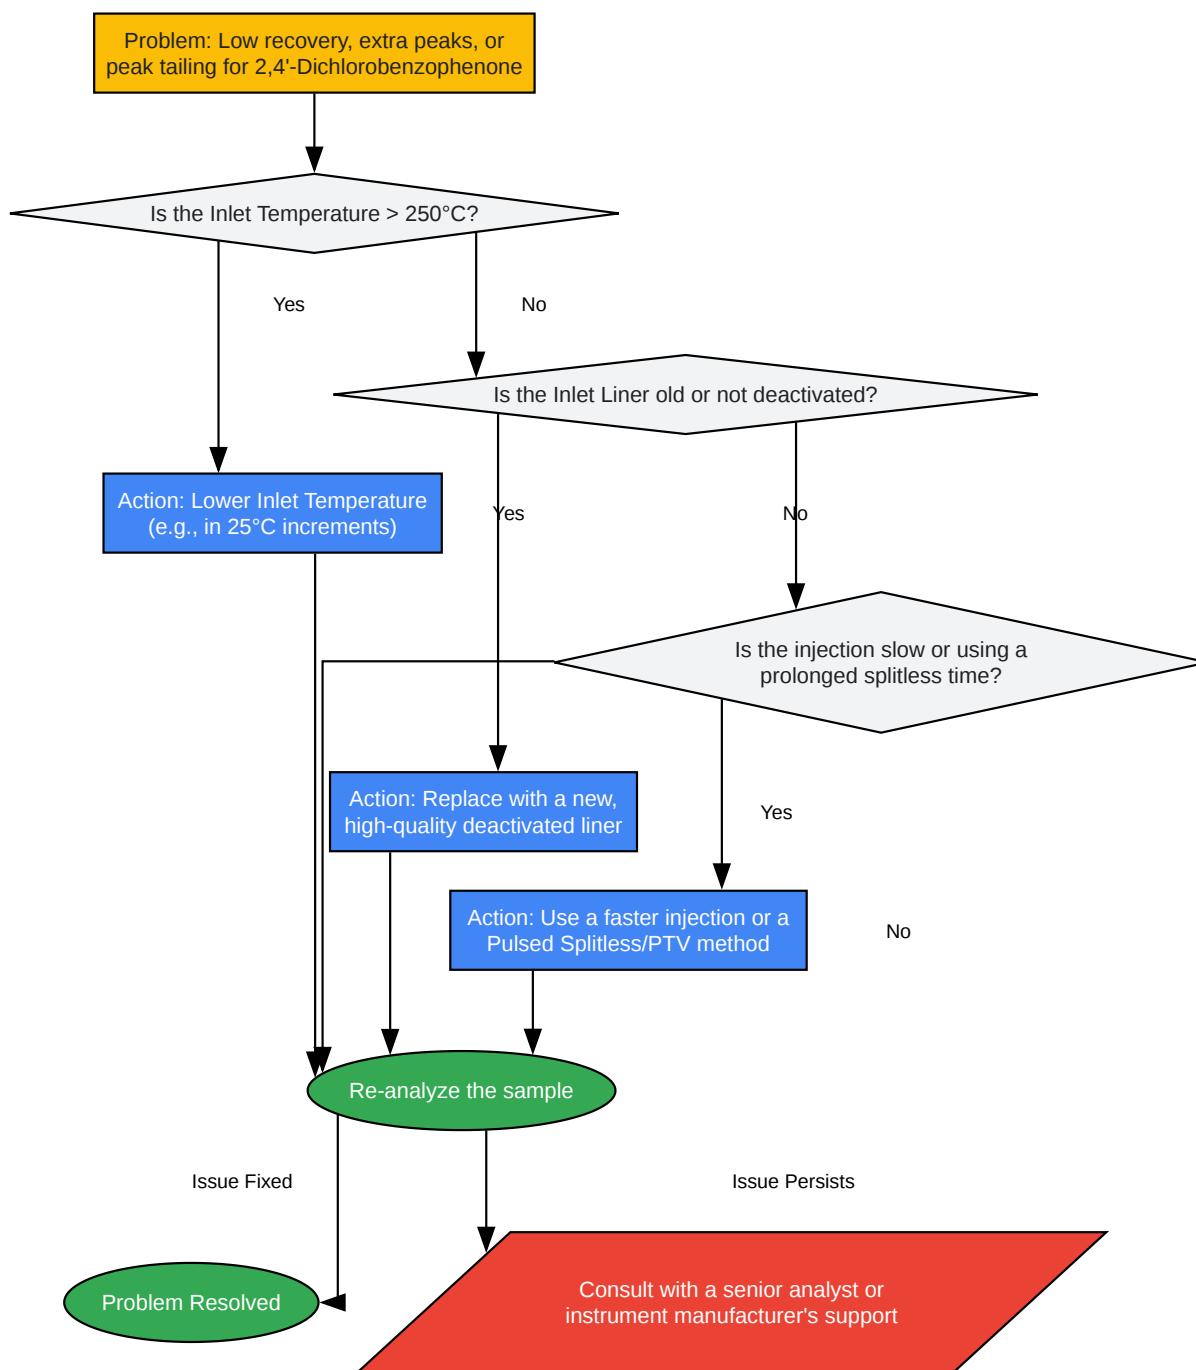 Problem: Low recovery, extra peaks, or
peak tailing for 2,4'-Dichlorobenzophenone
Is the Inlet Temperature > 250°C?
Yes
No
Is the Inlet Liner old or not deactivated?
Action: Lower Inlet Temperature
(e.g., in 25°C increments)
Yes
No
Is the injection slow or using a
prolonged splitless time?
Action: Replace with a new,
high-quality deactivated liner
Yes
Action: Use a faster injection or a
Pulsed Splitless/PTV method
No
Re-analyze the sample
Issue Fixed
Issue Persists
Problem Resolved
Consult with a senior analyst or
instrument manufacturer's support